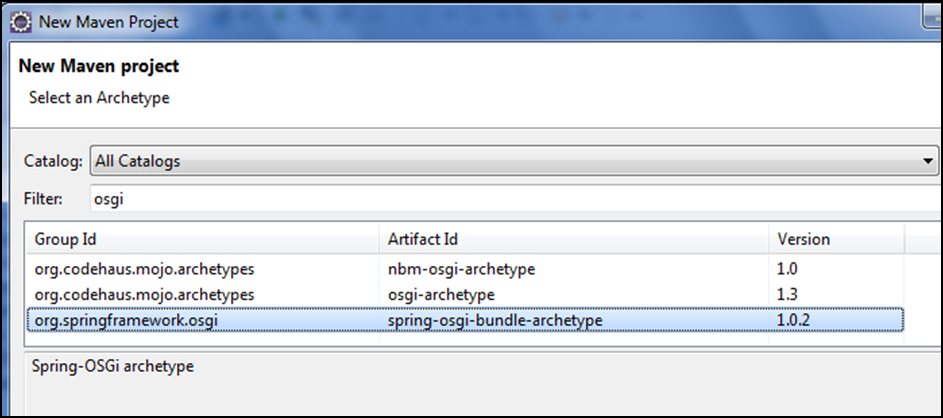 New Maven Project
New Maven project
Select an Archetype
Catalog: All Catalogs
Filter: osgi
Group Id Artifact Id Version
org.codehaus.mojo.archetypes nbm-osgi-archetype 1.0
org.codehaus.mojo.archetypes osgi-archetype 1.3
org.springframework.osgi spring-osgi-bundle-archetype 1.0.2
Spring-OSGi archetype